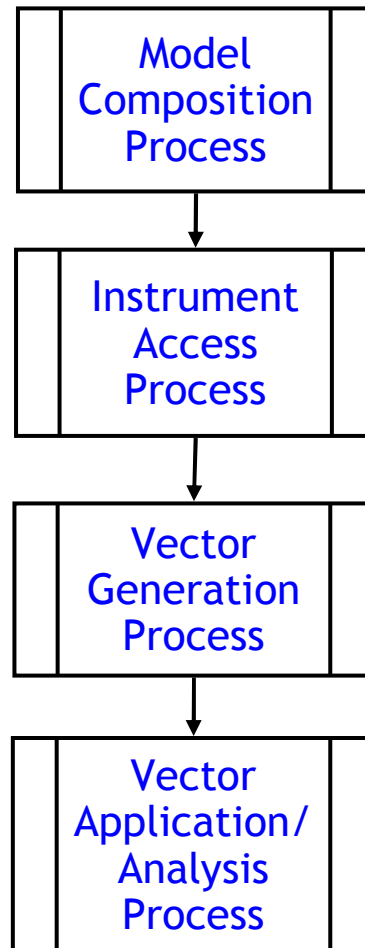 Model
Composition
Process
Instrument
Access
Process
Vector
Generation
Process
Vector
Application/
Analysis
Process